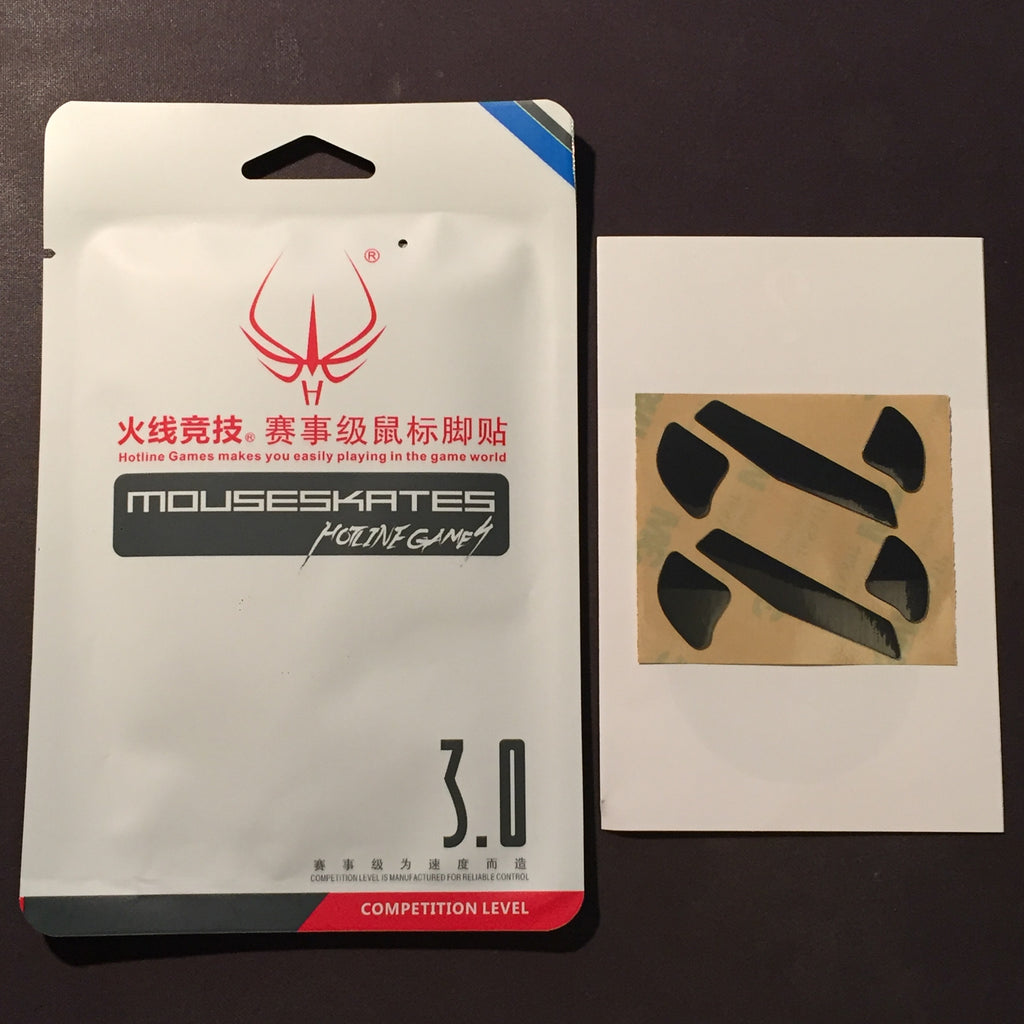 ®
H
火线竞技® 赛事级鼠标脚贴
Hotline Games makes you easily playing in the game world
MOUSESKATES
HOTLINE GAMES
3.0
赛事级为速度而造
COMPETITION LEVEL IS MANUFACTURED FOR RELIABLE CONTROL
COMPETITION LEVEL